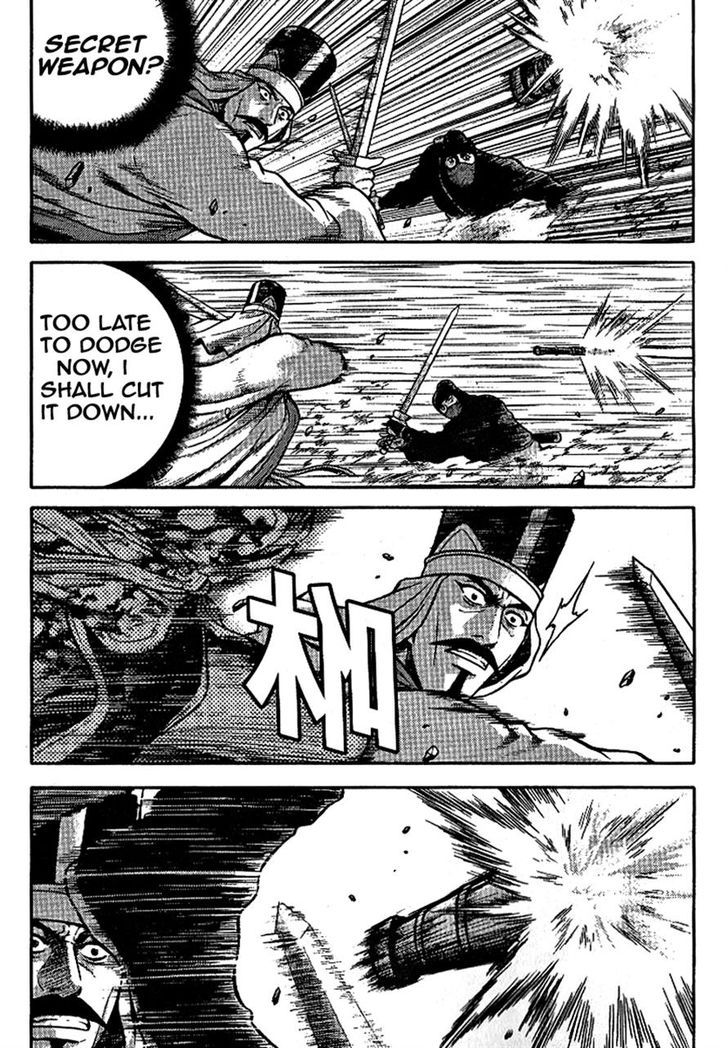 SECRET
WEAPON?
TOO LATE
TO DODGE
NOW, I
SHALL CUT
IT DOWN...